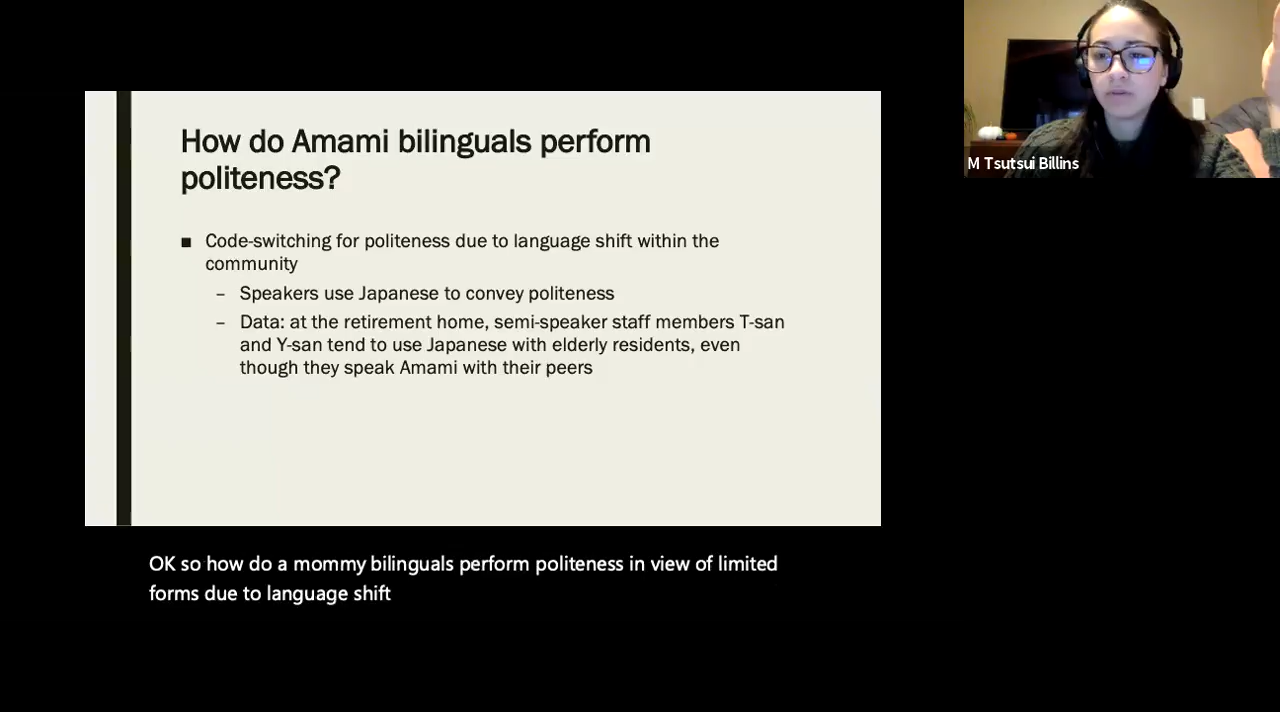 How do Amami bilinguals perform
politeness?
■ Code-switching for politeness due to language shift within the
community
– Speakers use Japanese to convey politeness
– Data: at the retirement home, semi-speaker staff members T-san
and Y-san tend to use Japanese with elderly residents, even
though they speak Amami with their peers
M Tsutsui Billins
OK so how do a mommy bilinguals perform politeness in view of limited
forms due to language shift